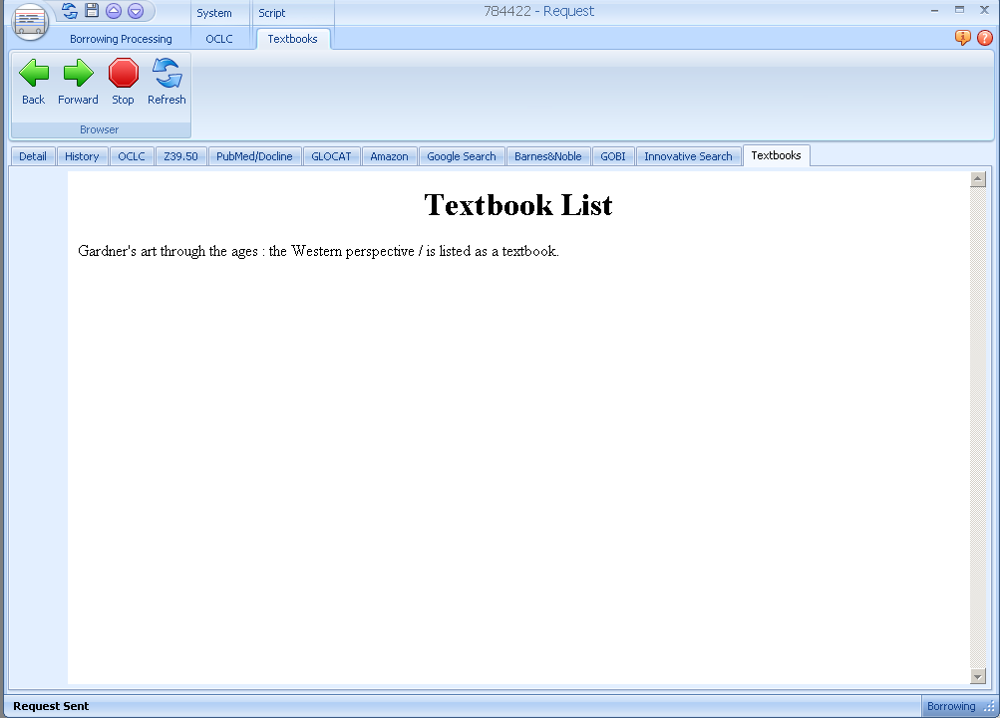 System Script 784422 - Request
Borrowing Processing OCLC Textbooks
Back Forward Stop Refresh
Browser
Detail History OCLC Z39.50 PubMed/Docline GLOCAT Amazon Google Search Barnes&Noble GOBI Innovative Search Textbooks
Textbook List
Gardner's art through the ages : the Western perspective / is listed as a textbook.
Request Sent Borrowing